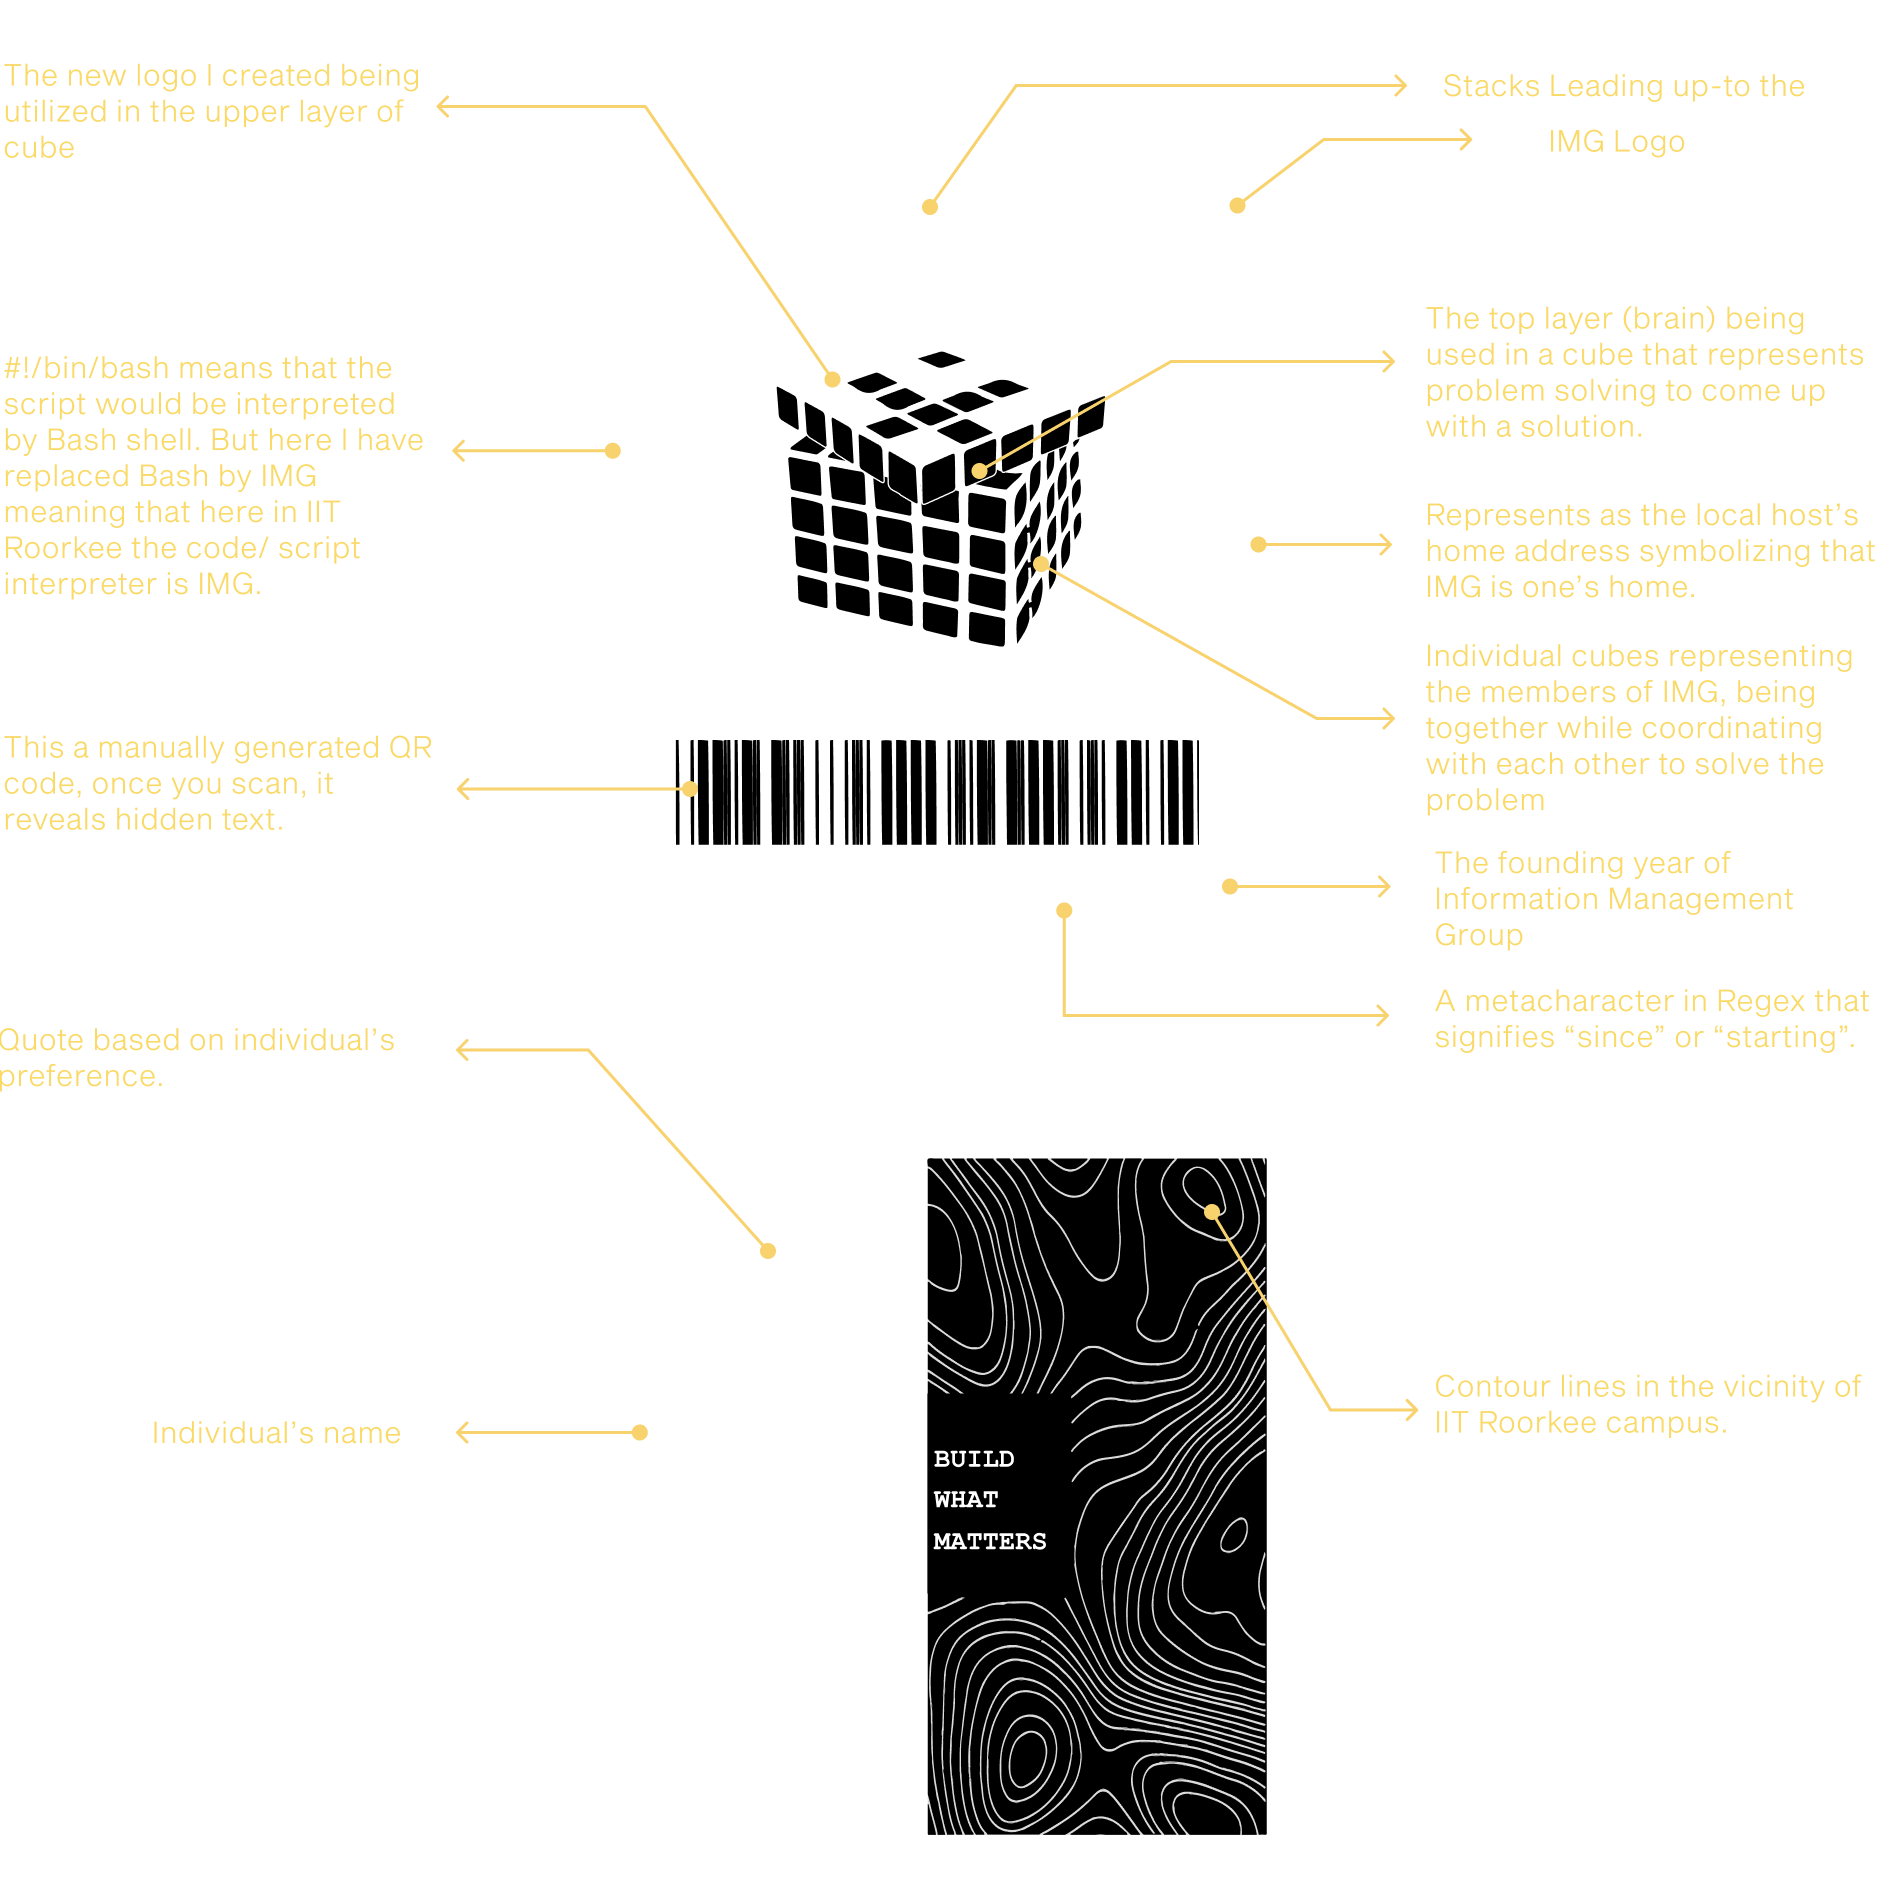 The new logo I created being
utilized in the upper layer of
cube
Stacks Leading up-to the
IMG Logo
#!/bin/bash means that the
script would be interpreted
by Bash shell. But here I have
replaced Bash by IMG
meaning that here in IIT
Roorkee the code/ script
interpreter is IMG.
The top layer (brain) being
used in a cube that represents
problem solving to come up
with a solution.
Represents as the local host’s
home address symbolizing that
IMG is one’s home.
Individual cubes representing
the members of IMG, being
together while coordinating
with each other to solve the
problem
This a manually generated QR
code, once you scan, it
reveals hidden text.
The founding year of
Information Management
Group
A metacharacter in Regex that
signifies “since” or “starting”.
Quote based on individual’s
preference.
Contour lines in the vicinity of
IIT Roorkee campus.
Individual’s name
BUILD
WHAT
MATTERS